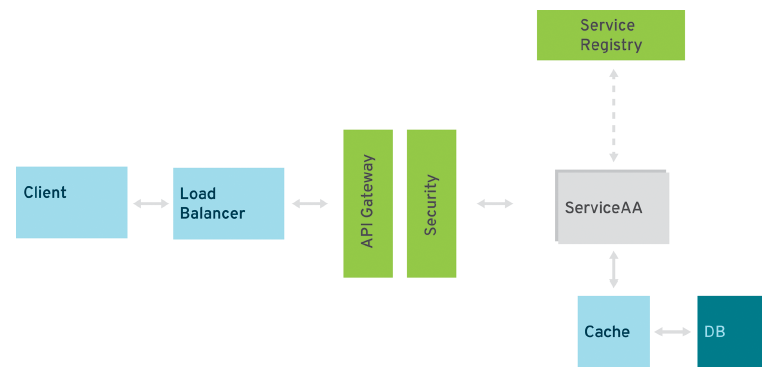 Service
Registry
Client
Load
Balancer
API Gateway
Security
ServiceAA
Cache
DB